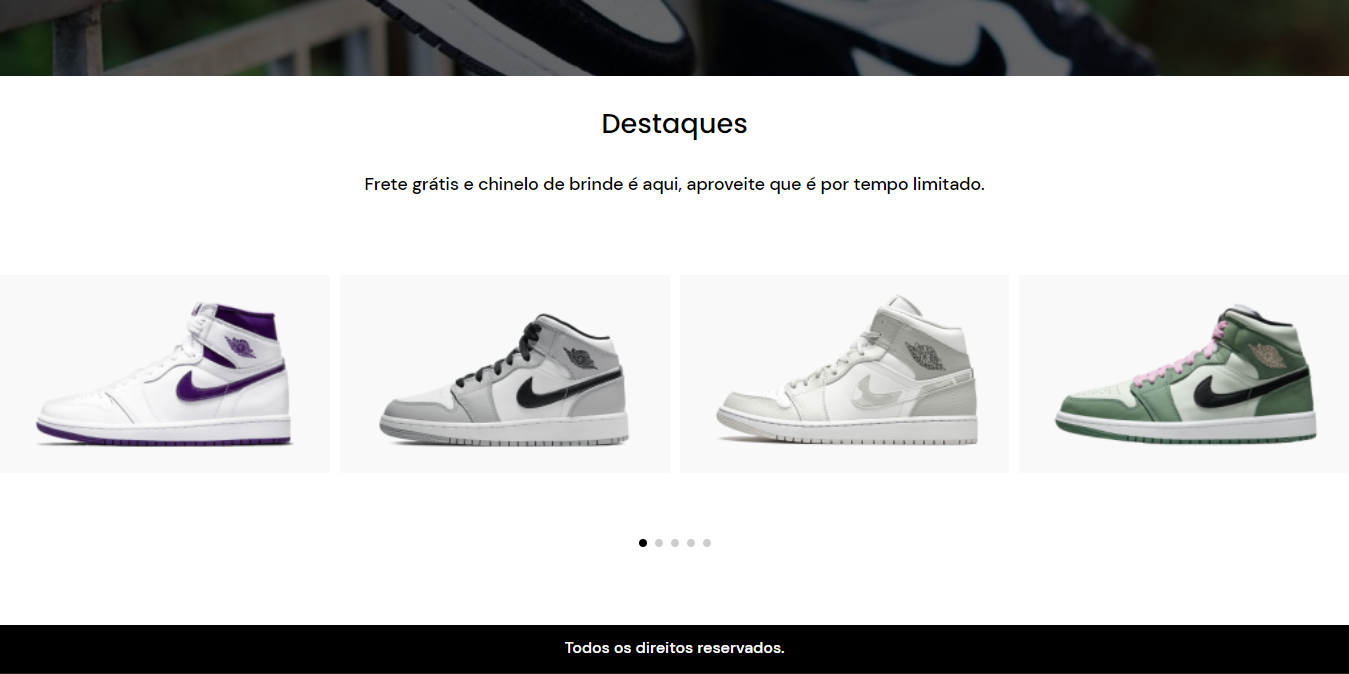 Destaques
Frete grátis e chinelo de brinde é aqui, aproveite que é por tempo limitado.
Todos os direitos reservados.